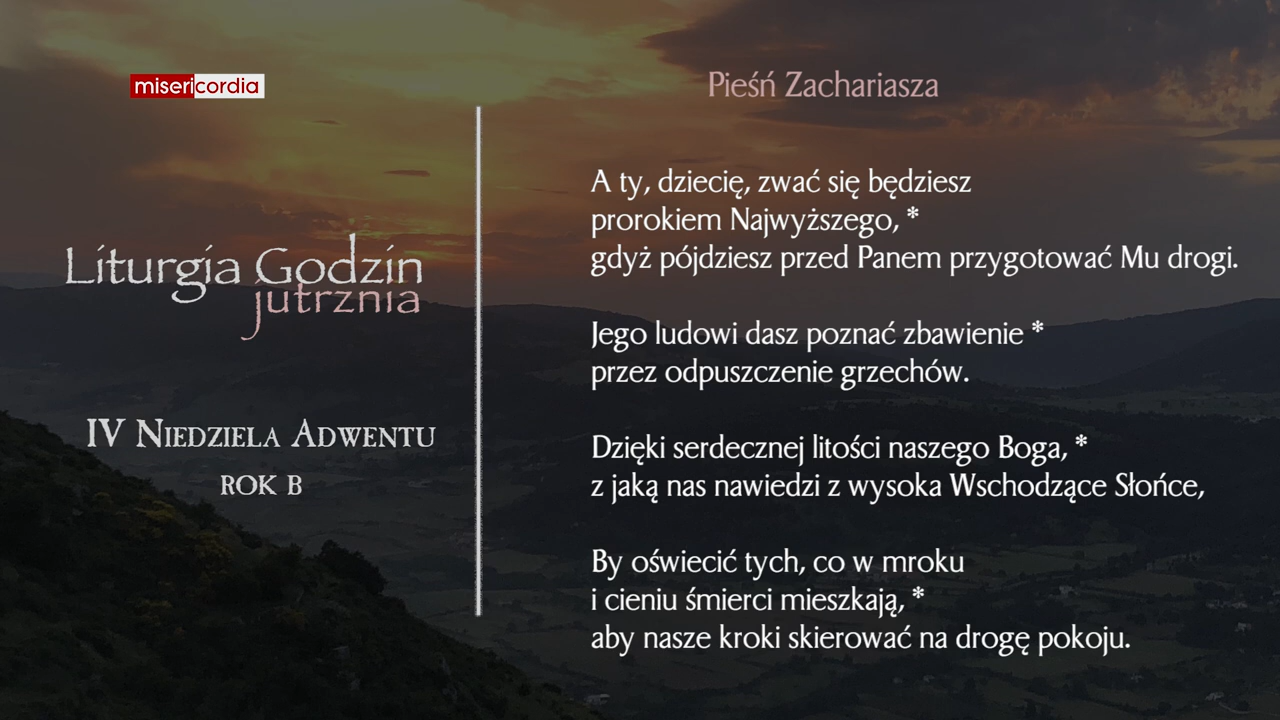 misericordia
Liturgia Godzin
jutrznia
IV Niedziela Adwentu
rok B
Pieśń Zachariasza
A ty, dziecię, zwać się będziesz
prorokiem Najwyższego, *
gdyż pójdziesz przed Panem przygotować Mu drogi.
Jego ludowi dasz poznać zbawienie *
przez odpuszczenie grzechów.
Dzięki serdecznej litości naszego Boga, *
z jaką nas nawiedzi z wysoka Wschodzące Słońce,
By oświecić tych, co w mroku
i cieniu śmierci mieszkają, *
aby nasze kroki skierować na drogę pokoju.